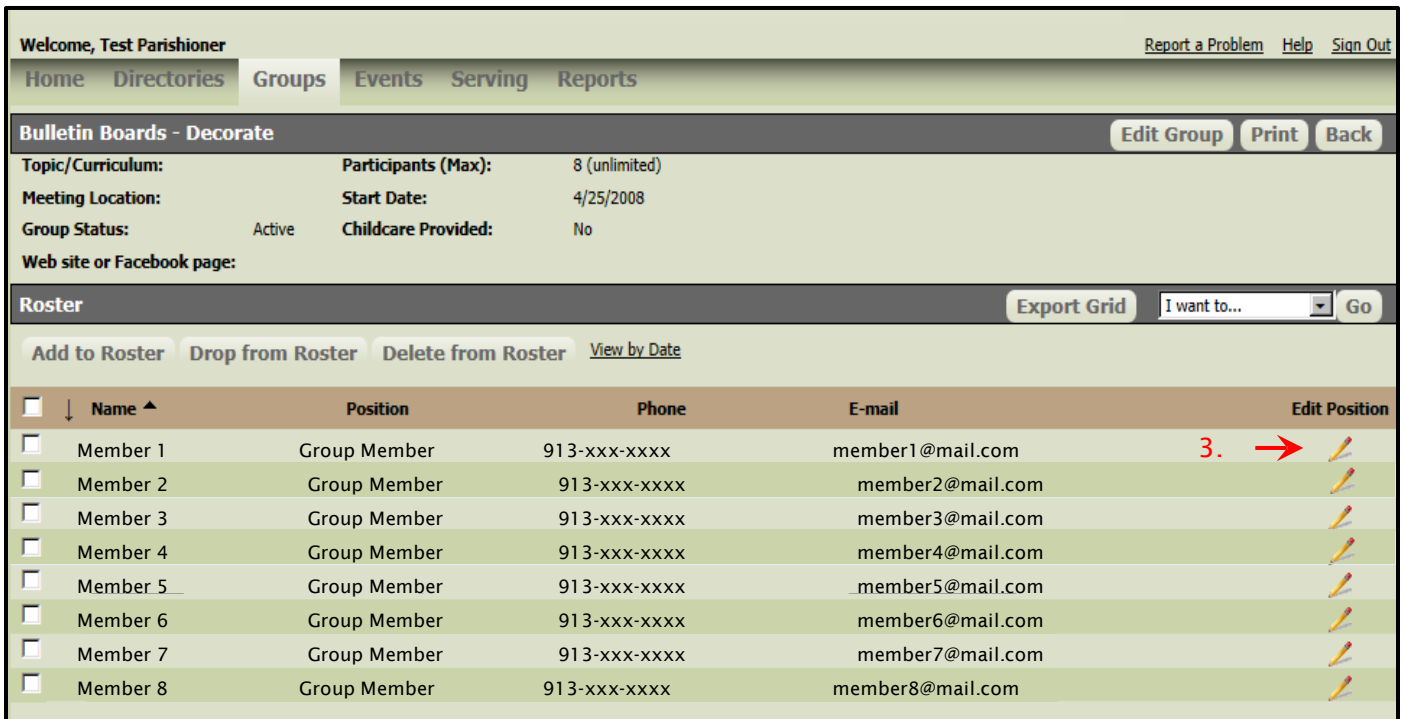 Welcome, Test Parishioner Report a Problem Help Sign Out
Home Directories Groups Events Serving Reports
Bulletin Boards - Decorate Edit Group Print Back
Topic/Curriculum: Participants (Max): 8 (unlimited)
Meeting Location: Start Date: 4/25/2008
Group Status: Active Childcare Provided: No
Web site or Facebook page:
Roster Export Grid I want to... Go
Add to Roster Drop from Roster Delete from Roster View by Date
↓ Name ▲ Position Phone E-mail Edit Position
Member 1 Group Member 913-xxx-xxxx member1@mail.com 3.
Member 2 Group Member 913-xxx-xxxx member2@mail.com
Member 3 Group Member 913-xxx-xxxx member3@mail.com
Member 4 Group Member 913-xxx-xxxx member4@mail.com
Member 5 Group Member 913-xxx-xxxx member5@mail.com
Member 6 Group Member 913-xxx-xxxx member6@mail.com
Member 7 Group Member 913-xxx-xxxx member7@mail.com
Member 8 Group Member 913-xxx-xxxx member8@mail.com